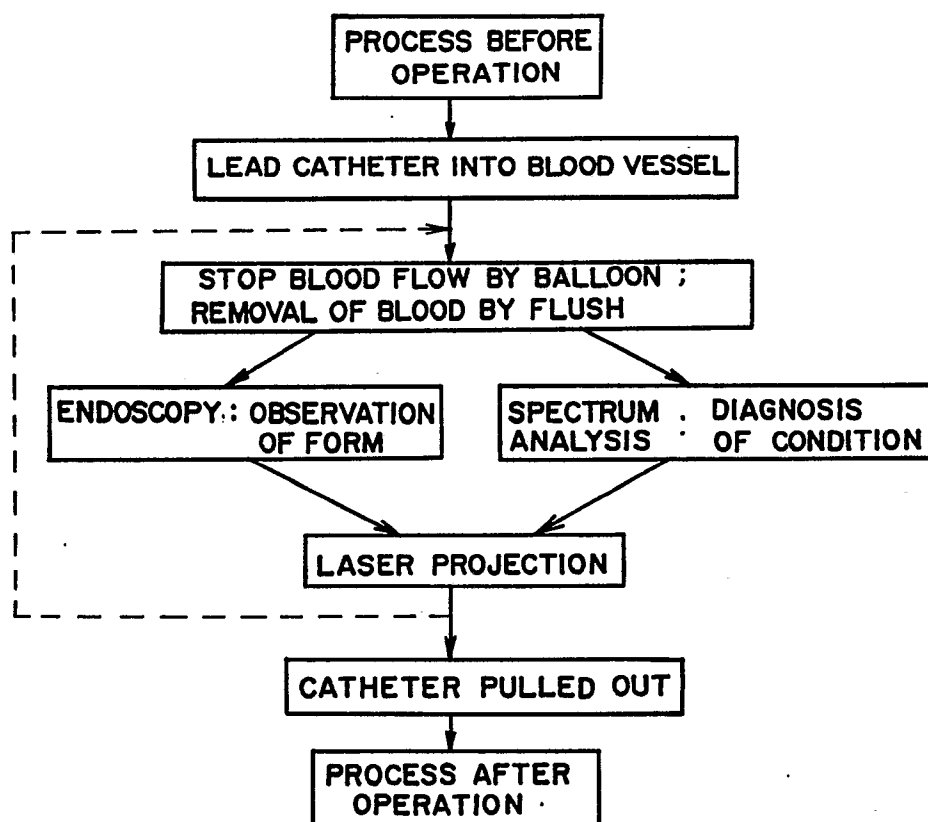 PROCESS BEFORE
OPERATION
LEAD CATHETER INTO BLOOD VESSEL
STOP BLOOD FLOW BY BALLOON ;
REMOVAL OF BLOOD BY FLUSH
ENDOSCOPY : OBSERVATION
OF FORM
SPECTRUM : DIAGNOSIS
ANALYSIS OF CONDITION
LASER PROJECTION
CATHETER PULLED OUT
PROCESS AFTER
OPERATION